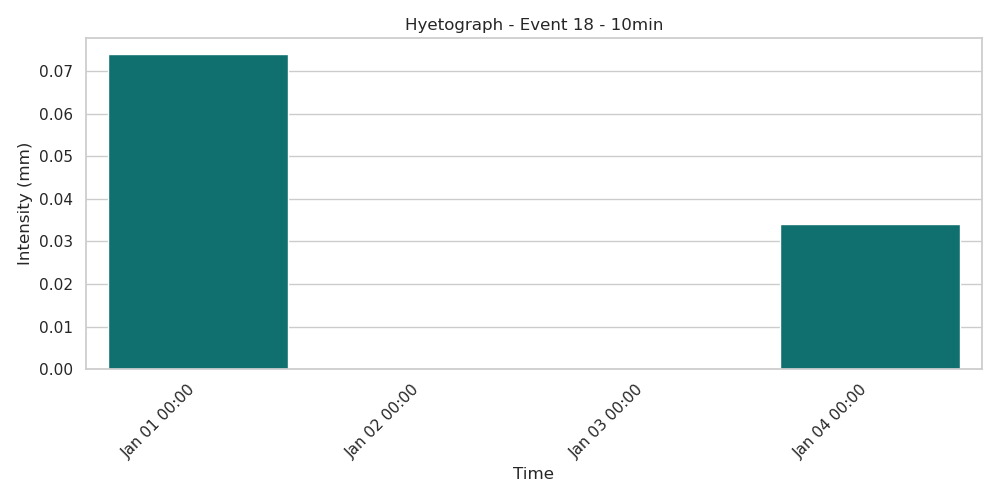 Hyetograph - Event 18 - 10min
Intensity (mm)
0.07
0.06
0.05
0.04
0.03
0.02
0.01
0.00
Jan 01 00:00
Jan 02 00:00
Jan 03 00:00
Jan 04 00:00
Time